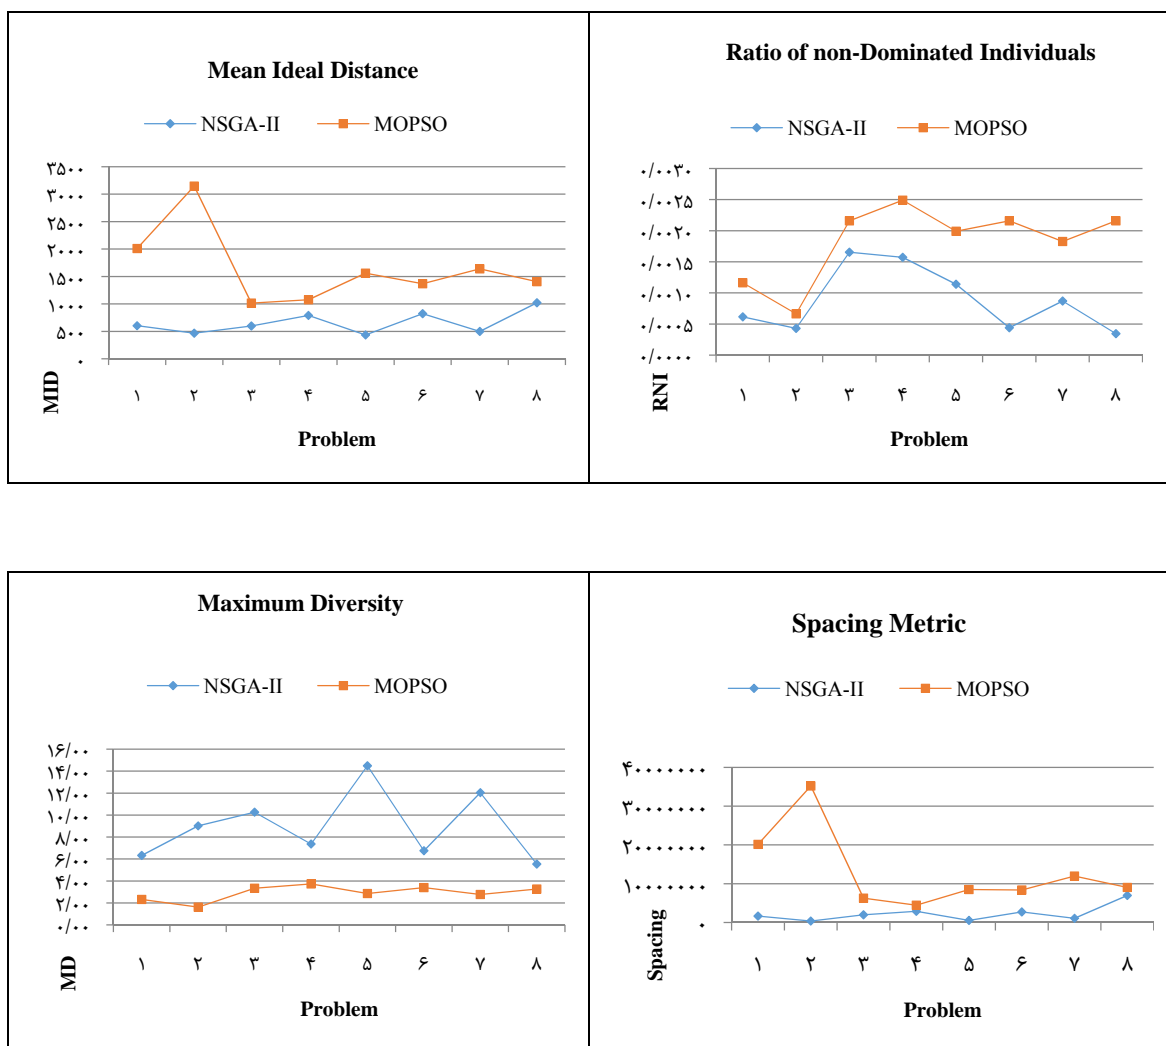 Mean Ideal Distance
NSGA-II MOPSO
۳۵۰۰
۳۰۰۰
۲۵۰۰
۲۰۰۰
۱۵۰۰
۱۰۰۰
۵۰۰
۰
MID
۱ ۲ ۳ ۴ ۵ ۶ ۷ ۸
Problem
Ratio of non-Dominated Individuals
NSGA-II MOPSO
۰/۰۰۳۰
۰/۰۰۲۵
۰/۰۰۲۰
۰/۰۰۱۵
۰/۰۰۱۰
۰/۰۰۰۵
۰/۰۰۰۰
RNI
۱ ۲ ۳ ۴ ۵ ۶ ۷ ۸
Problem
Maximum Diversity
NSGA-II MOPSO
۱۶/۰۰
۱۴/۰۰
۱۲/۰۰
۱۰/۰۰
۸/۰۰
۶/۰۰
۴/۰۰
۲/۰۰
۰/۰۰
MD
۱ ۲ ۳ ۴ ۵ ۶ ۷ ۸
Problem
Spacing Metric
NSGA-II MOPSO
۴۰۰۰۰۰۰۰
۳۰۰۰۰۰۰۰
۲۰۰۰۰۰۰۰
۱۰۰۰۰۰۰۰
۰
Spacing
۱ ۲ ۳ ۴ ۵ ۶ ۷ ۸
Problem